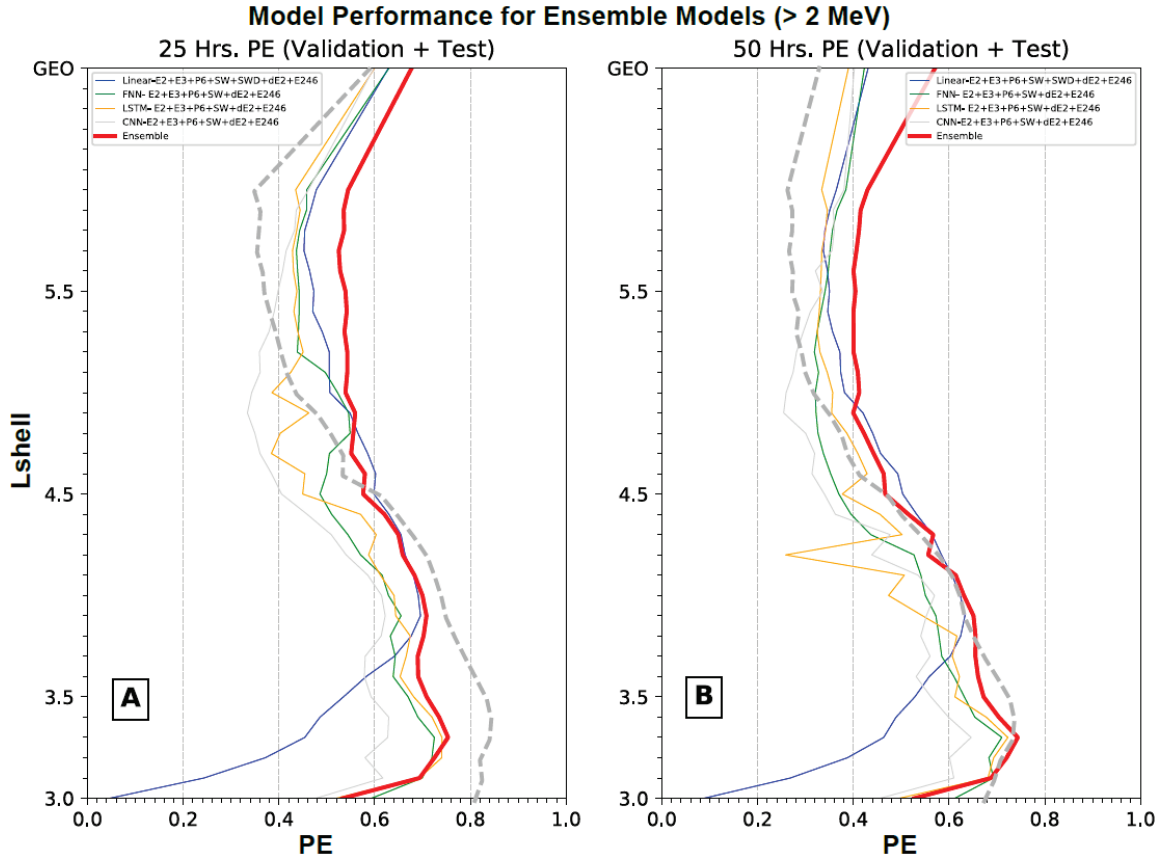 Model Performance for Ensemble Models (> 2 MeV)
25 Hrs. PE (Validation + Test)
50 Hrs. PE (Validation + Test)
Linear-E2+E3+P6+SW+SWD+dE2+E246
FNN- E2+E3+P6+SW+dE2+E246
LSTM- E2+E3+P6+SW+dE2+E246
CNN-E2+E3+P6+SW+dE2+E246
Ensemble
Linear-E2+E3+P6+SW+SWD+dE2+E246
FNN- E2+E3+P6+SW+dE2+E246
LSTM- E2+E3+P6+SW+dE2+E246
CNN-E2+E3+P6+SW+dE2+E246
Ensemble
Lshell
GEO
5.5
4.5
3.5
3.0
GEO
5.5
4.5
3.5
3.0
A
B
0.0 0.2 0.4 0.6 0.8 1.0
0.0 0.2 0.4 0.6 0.8 1.0
PE
PE